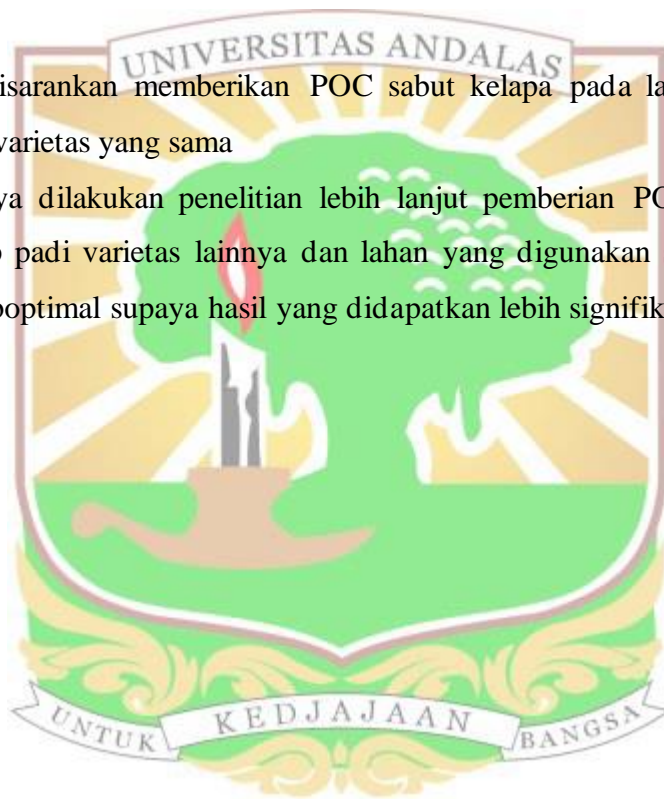 UNIVERSITAS ANDALAS
isarankan memberikan POC sabut kelapa pada la
varietas yang sama
ya dilakukan penelitian lebih lanjut pemberian PO
padi varietas lainnya dan lahan yang digunakan
ooptimal supaya hasil yang didapatkan lebih signifik
UNTUK KEDJAJAAN BANGSA